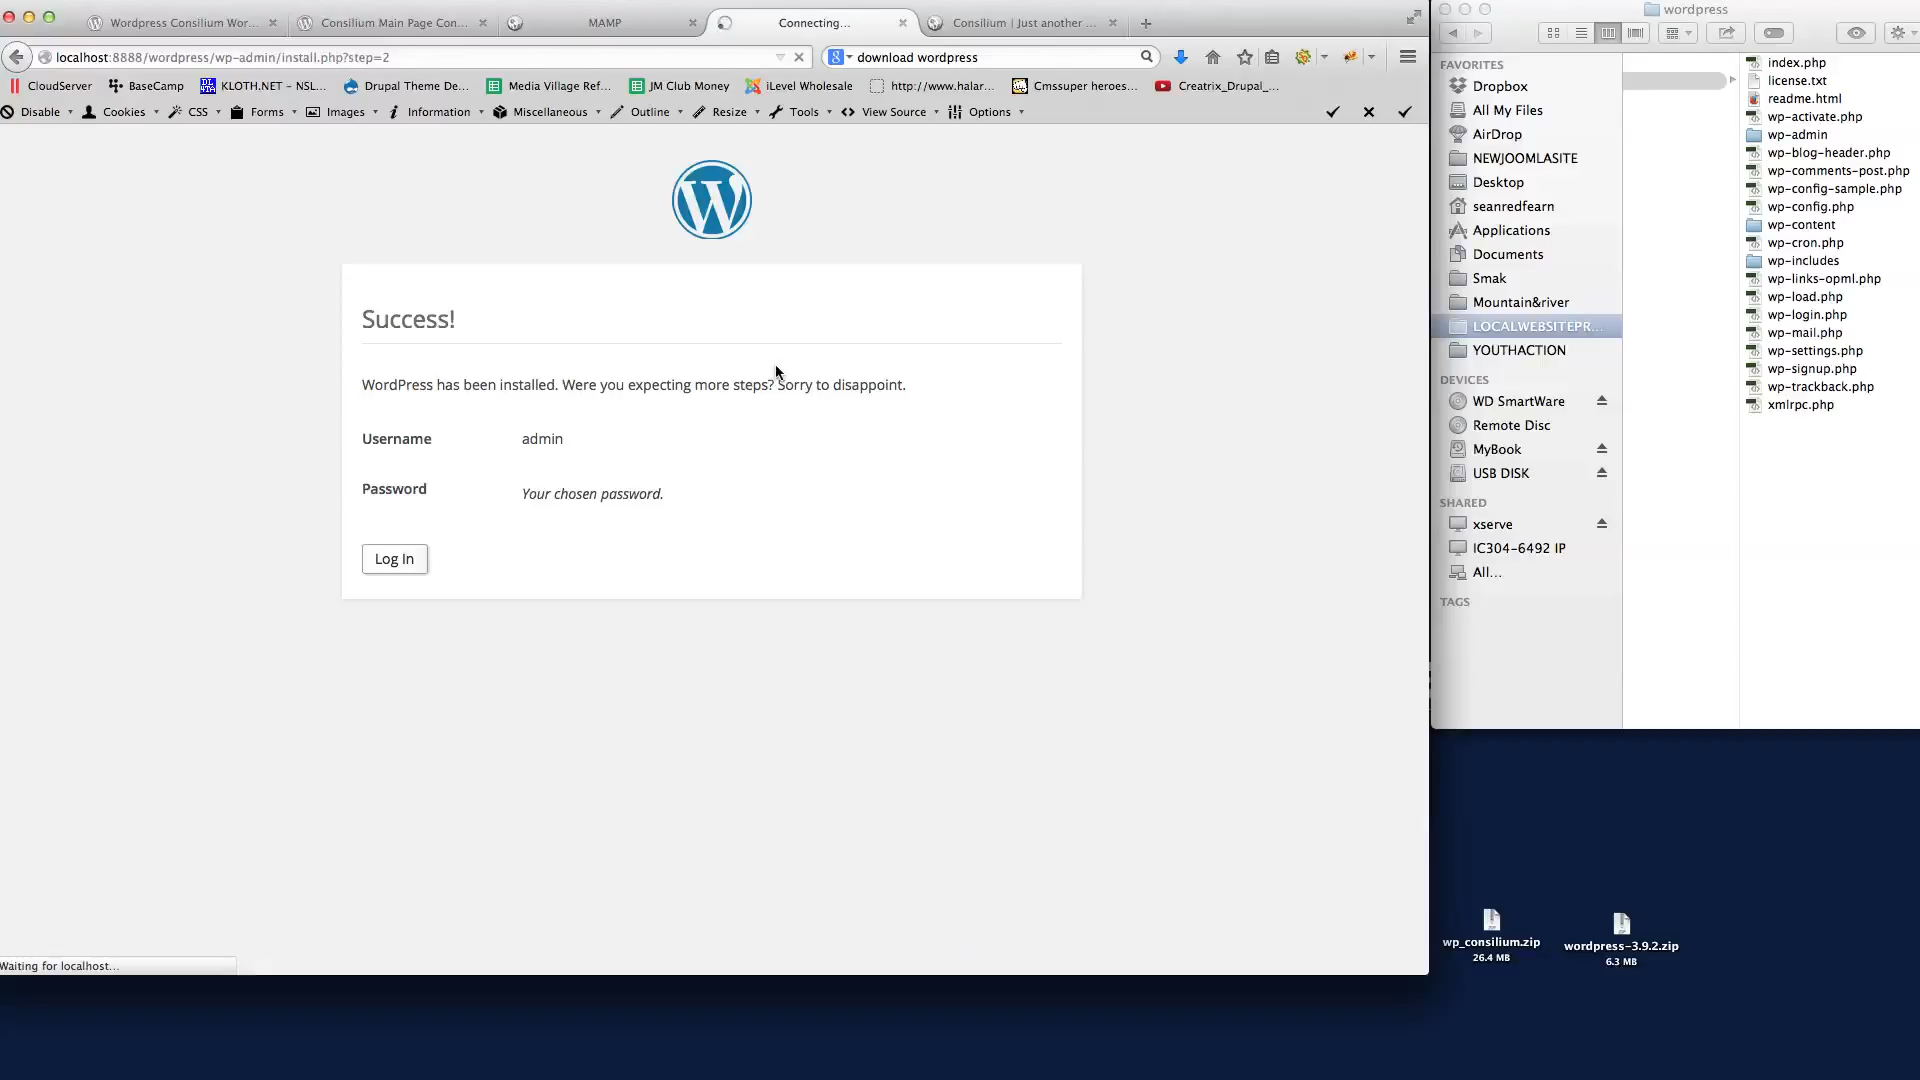 Wordpress Consilium Wor...
Consilium Main Page Con...
MAMP
Connecting...
Consilium | Just another ...
localhost:8888/wordpress/wp-admin/install.php?step=2
download wordpress
CloudServer
BaseCamp
KLOTH.NET - NSL...
Drupal Theme De...
Media Village Ref...
JM Club Money
iLevel Wholesale
http://www.halar...
Cmssuper heroes...
Creatrix_Drupal_...
Disable
Cookies
CSS
Forms
Images
Information
Miscellaneous
Outline
Resize
Tools
View Source
Options
Success!
WordPress has been installed. Were you expecting more steps? Sorry to disappoint.
Username
admin
Password
Your chosen password.
Log In
Waiting for localhost...
wordpress
FAVORITES
Dropbox
All My Files
AirDrop
NEWJOOMLASITE
Desktop
seanredfearn
Applications
Documents
Smak
Mountain&river
LOCALWEBSITEPR...
YOUTHACTION
DEVICES
WD SmartWare
Remote Disc
MyBook
USB DISK
SHARED
xserve
IC304-6492 IP
All...
TAGS
index.php
license.txt
readme.html
wp-activate.php
wp-admin
wp-blog-header.php
wp-comments-post.php
wp-config-sample.php
wp-config.php
wp-content
wp-cron.php
wp-includes
wp-links-opml.php
wp-load.php
wp-login.php
wp-mail.php
wp-settings.php
wp-signup.php
wp-trackback.php
xmlrpc.php
wp_consilium.zip
26.4 MB
wordpress-3.9.2.zip
6.3 MB